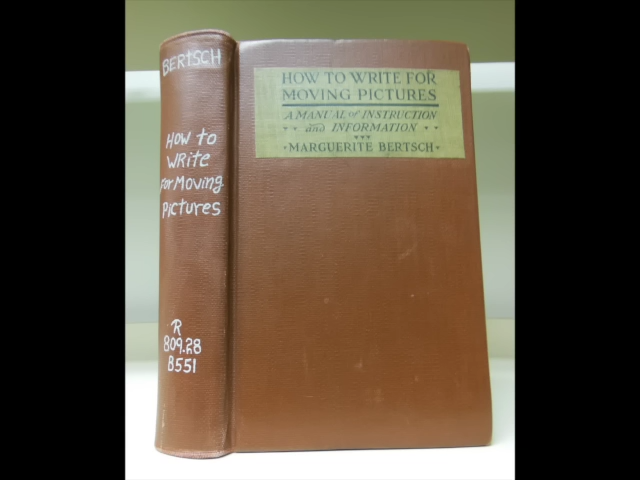 BERTSCH
HOW to
WRite
For Moving
Pictures
R
809.28
B551
HOW TO WRITE FOR
MOVING PICTURES
A MANUAL of INSTRUCTION
and INFORMATION
MARGUERITE BERTSCH